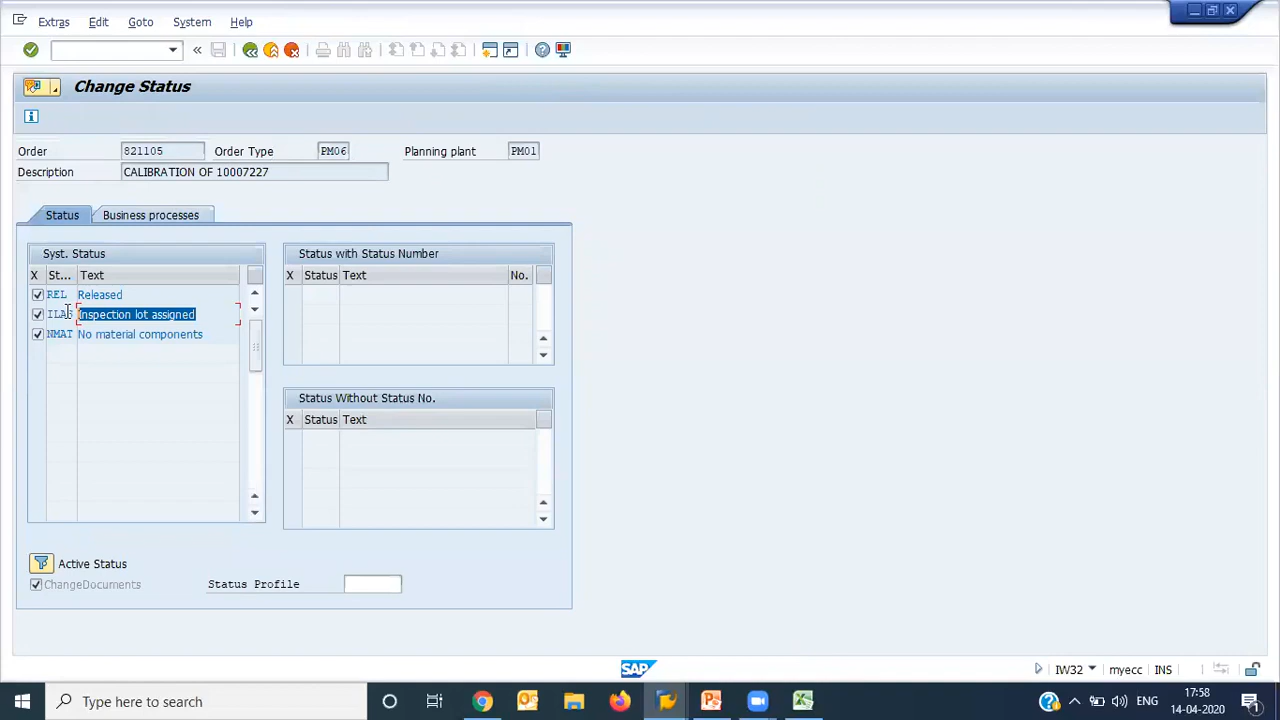 Extras Edit Goto System Help
Change Status
Order 821105 Order Type PM06 Planning plant PM01
Description CALIBRATION OF 10007227
Status Business processes
Syst. Status
X St... Text
REL Released
ILAS Inspection lot assigned
NMAT No material components
Status with Status Number
X Status Text No.
Status Without Status No.
X Status Text
Active Status
ChangeDocuments Status Profile
SAP
IW32 myecc INS
Type here to search
ENG
17:58
14-04-2020